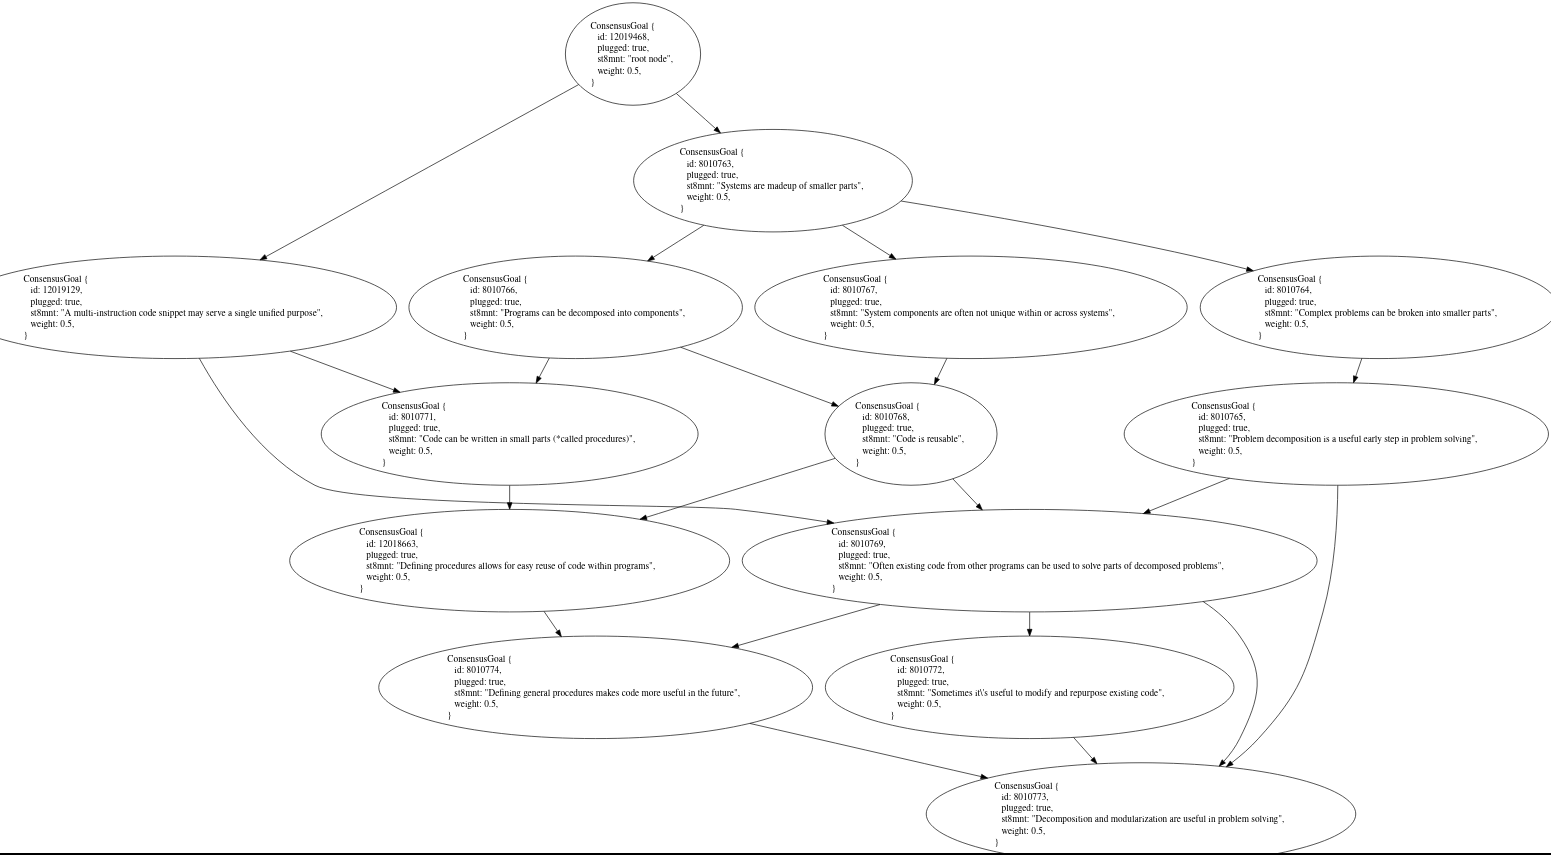 ConsensusGoal {
id: 12019468,
plugged: true,
st8mnt: "root node",
weight: 0.5,
}
ConsensusGoal {
id: 8010763,
plugged: true,
st8mnt: "Systems are madeup of smaller parts",
weight: 0.5,
}
ConsensusGoal {
id: 12019129,
plugged: true,
st8mnt: "A multi-instruction code snippet may serve a single unified purpose",
weight: 0.5,
}
ConsensusGoal {
id: 8010766,
plugged: true,
st8mnt: "Programs can be decomposed into components",
weight: 0.5,
}
ConsensusGoal {
id: 8010767,
plugged: true,
st8mnt: "System components are often not unique within or across systems",
weight: 0.5,
}
ConsensusGoal {
id: 8010764,
plugged: true,
st8mnt: "Complex problems can be broken into smaller parts",
weight: 0.5,
}
ConsensusGoal {
id: 8010771,
plugged: true,
st8mnt: "Code can be written in small parts (*called procedures)",
weight: 0.5,
}
ConsensusGoal {
id: 8010768,
plugged: true,
st8mnt: "Code is reusable",
weight: 0.5,
}
ConsensusGoal {
id: 8010765,
plugged: true,
st8mnt: "Problem decomposition is a useful early step in problem solving",
weight: 0.5,
}
ConsensusGoal {
id: 12018663,
plugged: true,
st8mnt: "Defining procedures allows for easy reuse of code within programs",
weight: 0.5,
}
ConsensusGoal {
id: 8010769,
plugged: true,
st8mnt: "Often existing code from other programs can be used to solve parts of decomposed problems",
weight: 0.5,
}
ConsensusGoal {
id: 8010774,
plugged: true,
st8mnt: "Defining general procedures makes code more useful in the future",
weight: 0.5,
}
ConsensusGoal {
id: 8010772,
plugged: true,
st8mnt: "Sometimes it\'s useful to modify and repurpose existing code",
weight: 0.5,
}
ConsensusGoal {
id: 8010773,
plugged: true,
st8mnt: "Decomposition and modularization are useful in problem solving",
weight: 0.5,
}